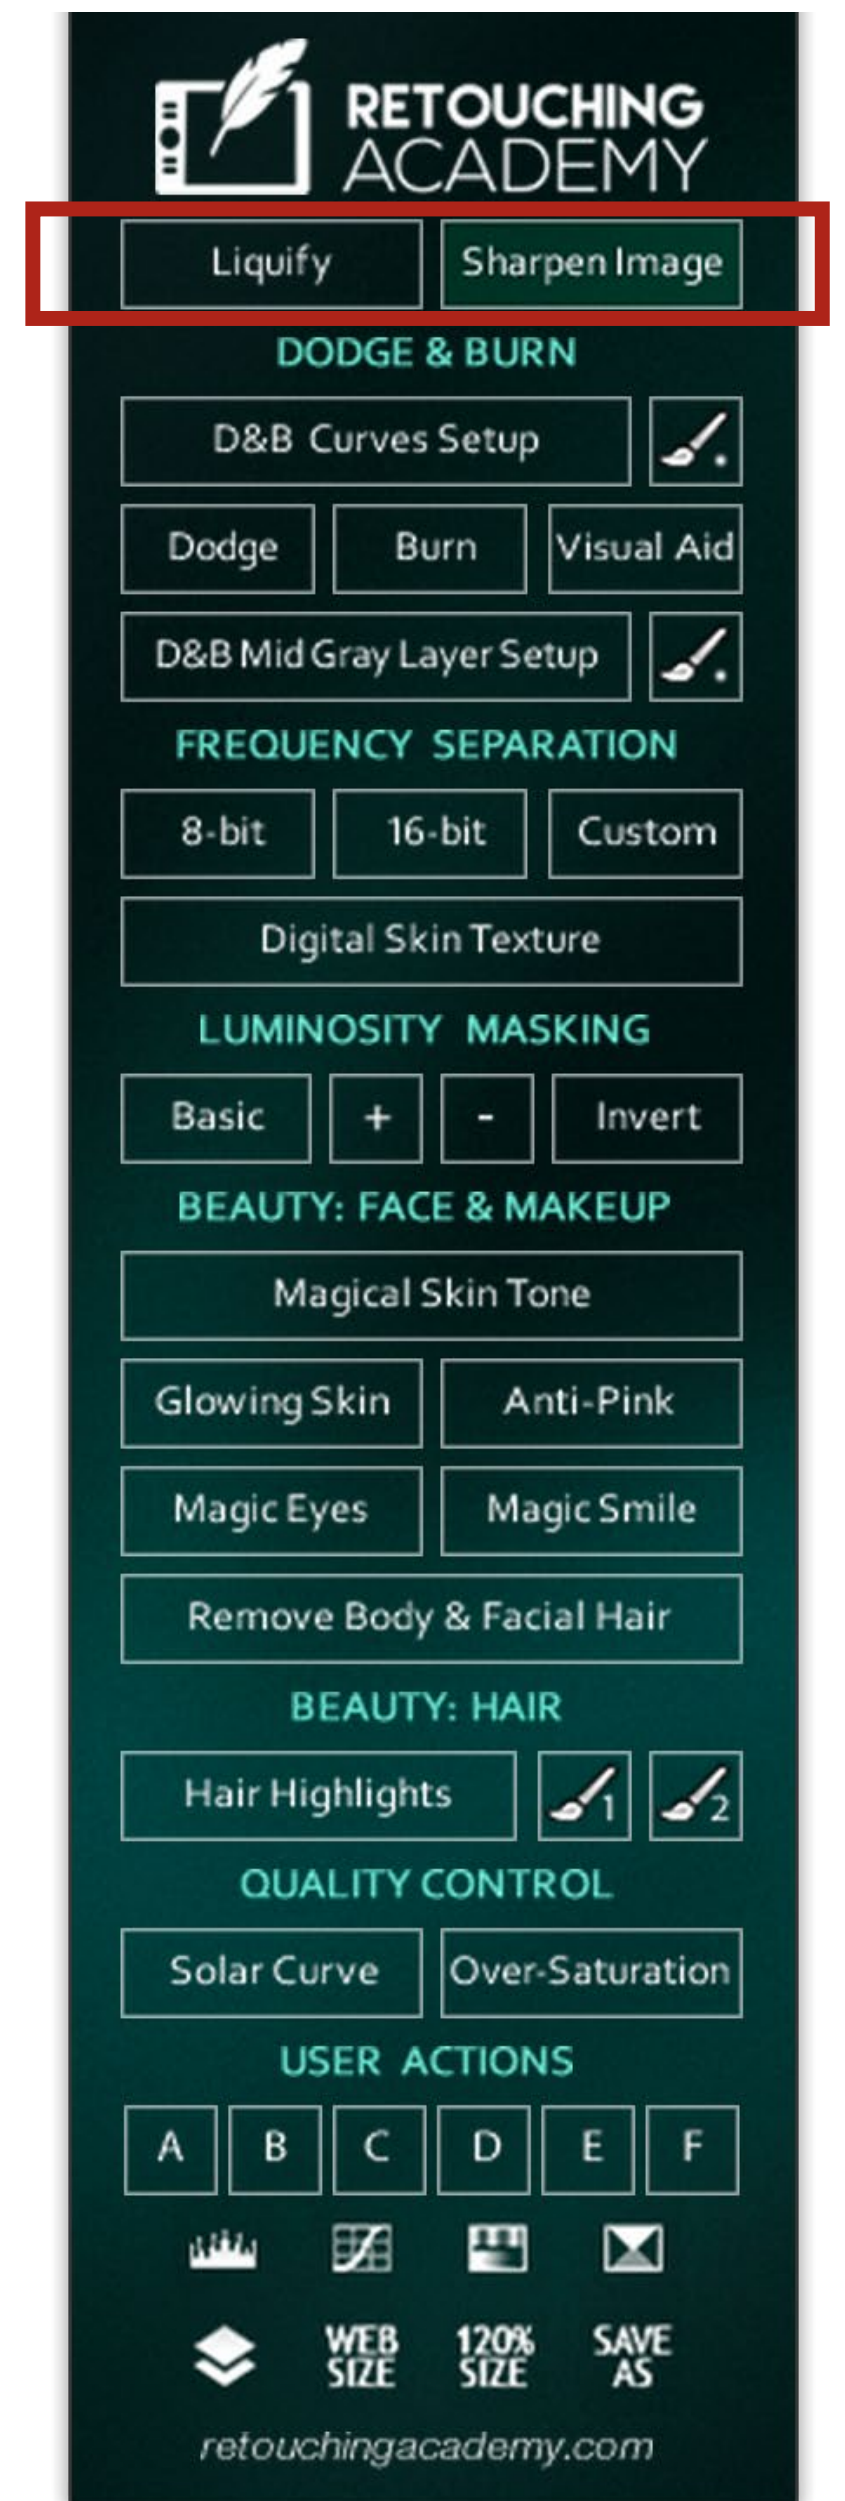 RETOUCHING
ACADEMY
Liquify Sharpen Image
DODGE & BURN
D&B Curves Setup
Dodge Burn Visual Aid
D&B Mid Gray Layer Setup
FREQUENCY SEPARATION
8-bit 16-bit Custom
Digital Skin Texture
LUMINOSITY MASKING
Basic + - Invert
BEAUTY: FACE & MAKEUP
Magical Skin Tone
Glowing Skin Anti-Pink
Magic Eyes Magic Smile
Remove Body & Facial Hair
BEAUTY: HAIR
Hair Highlights 1 2
QUALITY CONTROL
Solar Curve Over-Saturation
USER ACTIONS
A B C D E F
WEB 120% SAVE
SIZE SIZE AS
retouchingacademy.com